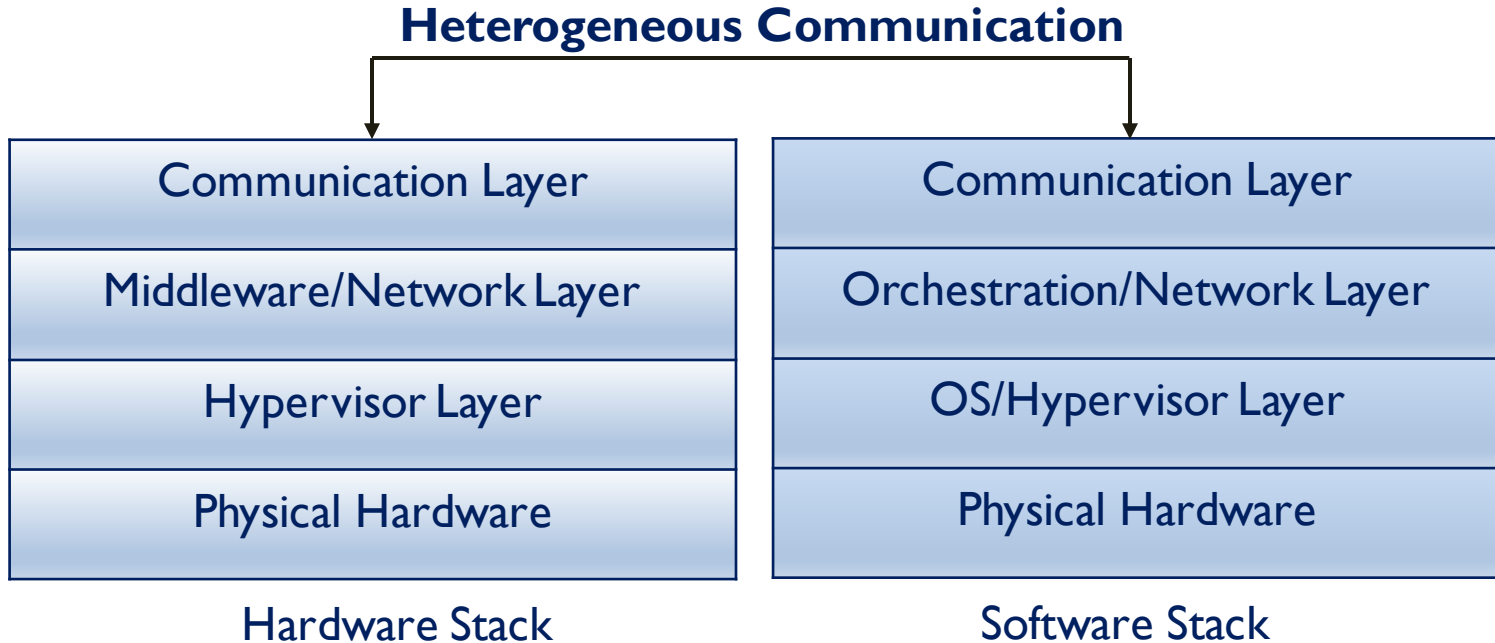 Heterogeneous Communication
Communication Layer
Middleware/Network Layer
Hypervisor Layer
Physical Hardware
Hardware Stack
Communication Layer
Orchestration/Network Layer
OS/Hypervisor Layer
Physical Hardware
Software Stack